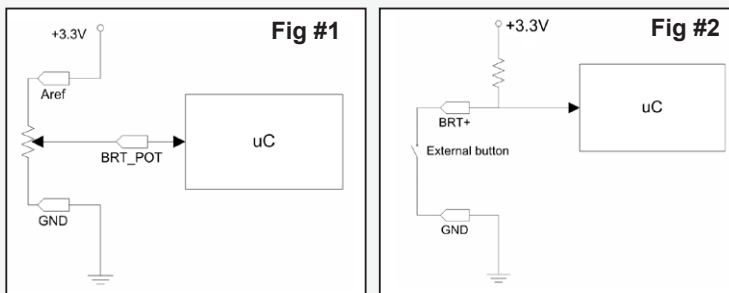 Fig #1
+3.3V
Aref
uC
BRT_POT
GND
Fig #2
+3.3V
uC
BRT+
External button
GND